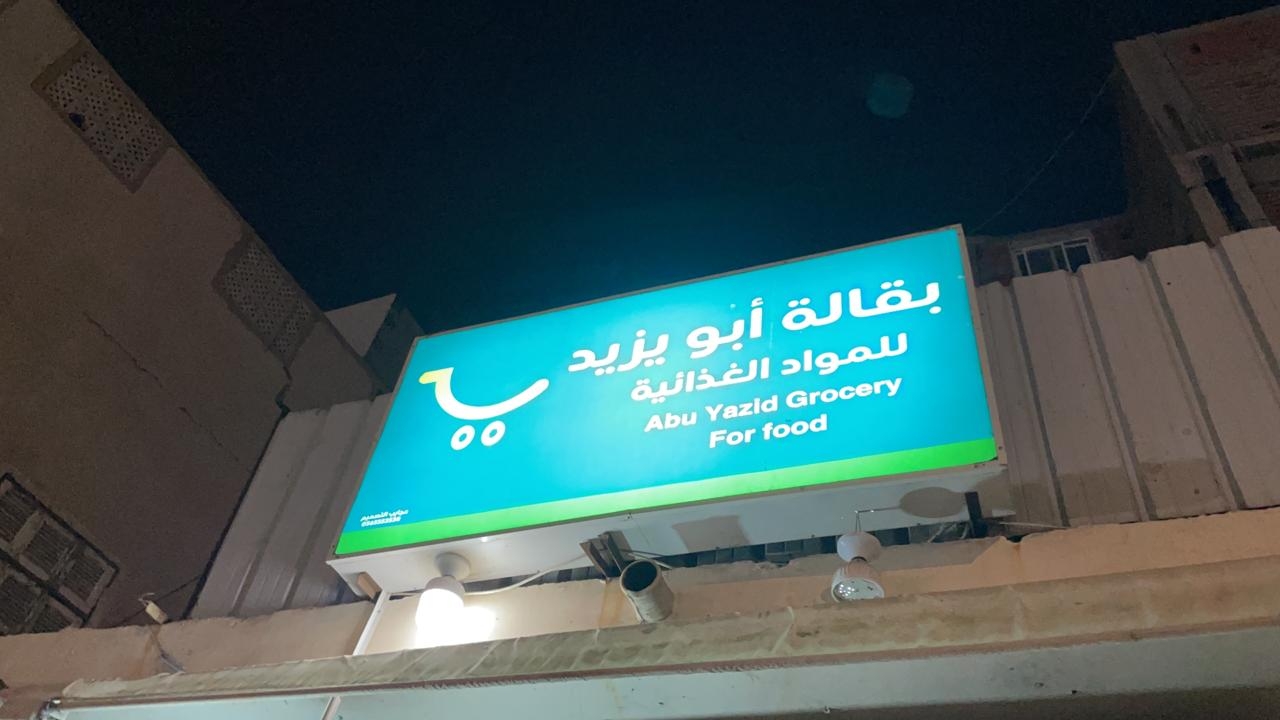 بقالة أبو يزيد
للمواد الغذائية
Abu Yazid Grocery
For food